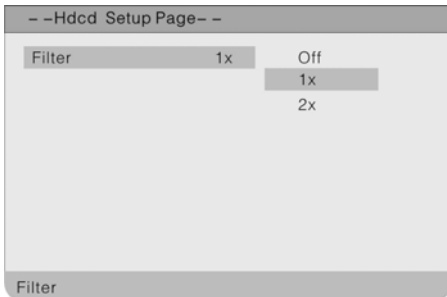 – –Hdcd Setup Page– –
Filter 1x Off
1x
2x
Filter